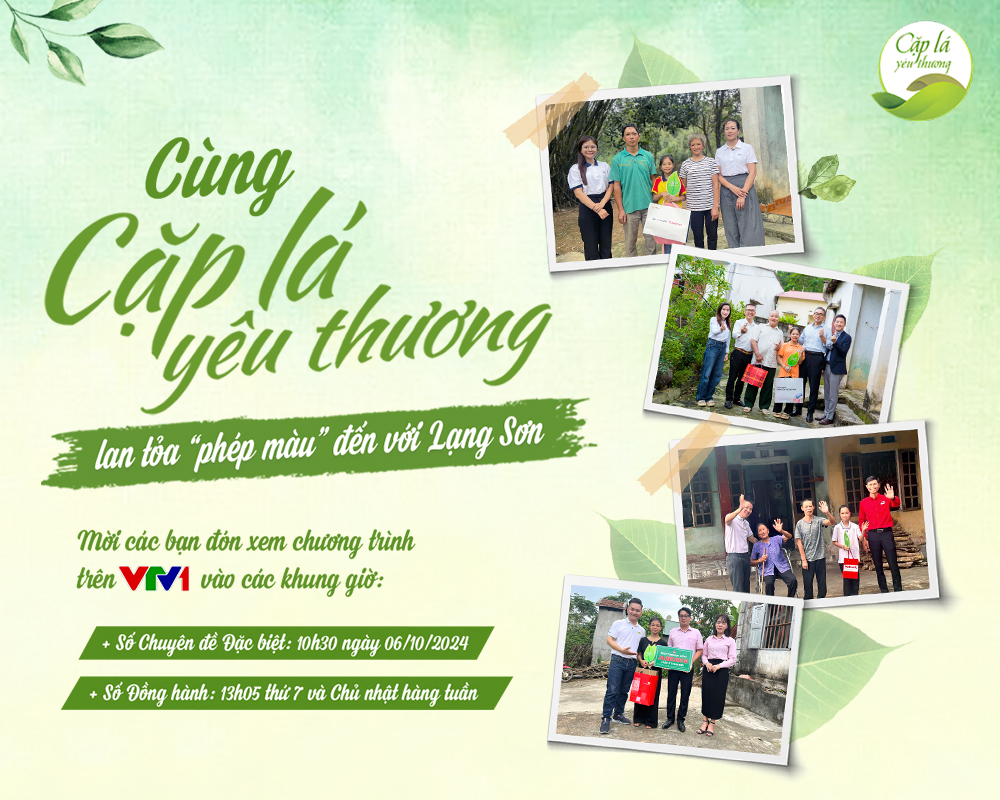 Cặp lá
yêu thương
Cùng
Cặp lá
yêu thương
lan tỏa “phép màu” đến với Lạng Sơn
Mời các bạn đón xem chương trình
trên VTV1 vào các khung giờ:
+ Số Chuyên đề Đặc biệt: 10h30 ngày 06/10/2024
+ Số Đồng hành: 13h05 thứ 7 và Chủ nhật hàng tuần